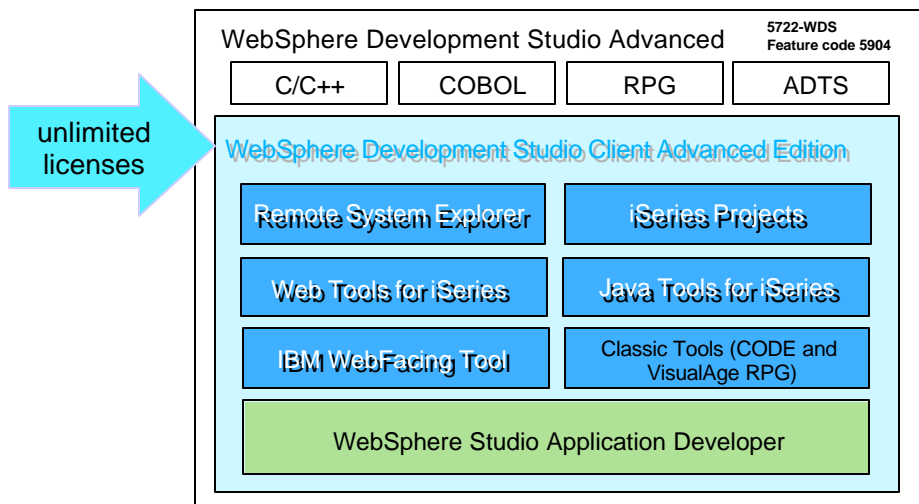 WebSphere Development Studio Advanced
5722-WDS
Feature code 5904
C/C++
COBOL
RPG
ADTS
unlimited
licenses
WebSphere Development Studio Client Advanced Edition
Remote System Explorer
iSeries Projects
Web Tools for iSeries
Java Tools for iSeries
IBM WebFacing Tool
Classic Tools (CODE and
VisualAge RPG)
WebSphere Studio Application Developer